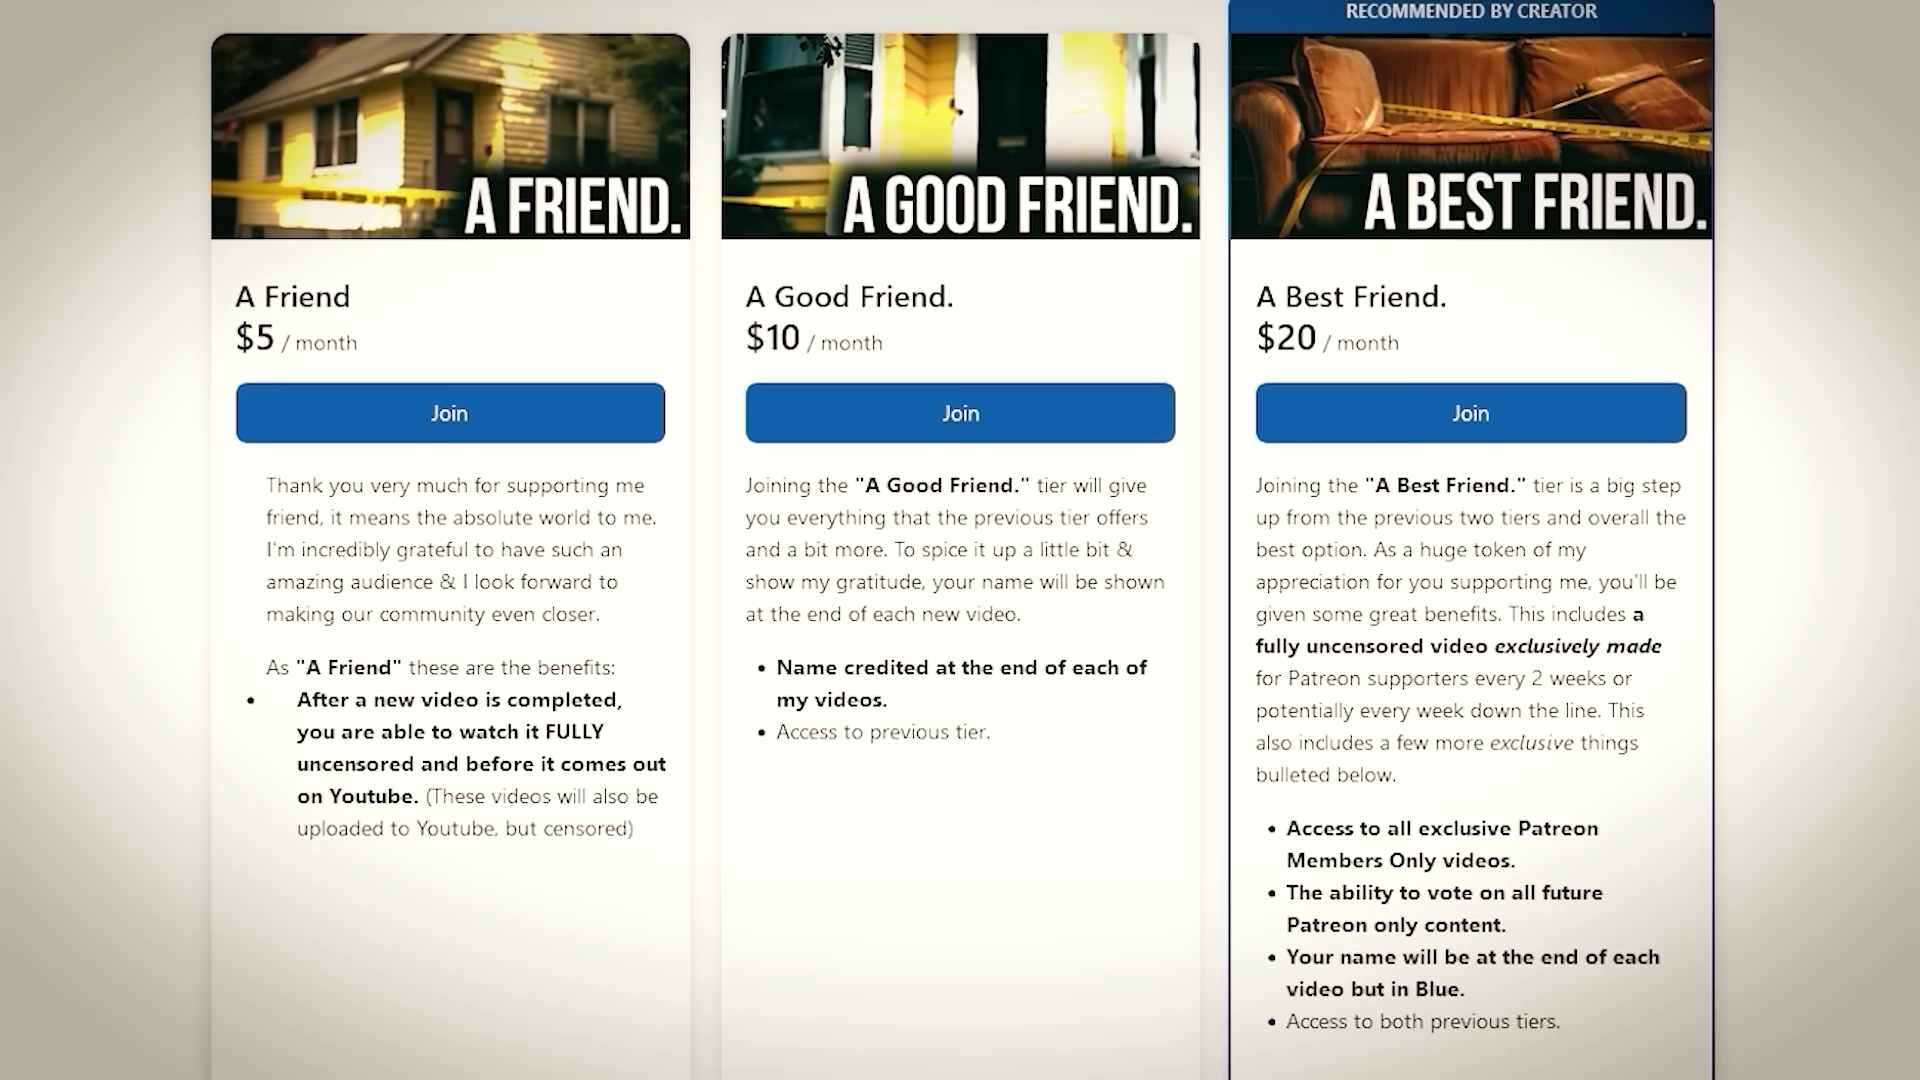 RECOMMENDED BY CREATOR
A FRIEND.
A Friend
$5 / month
Join
Thank you very much for supporting me
friend, it means the absolute world to me.
I'm incredibly grateful to have such an
amazing audience & I look forward to
making our community even closer.
As "A Friend" these are the benefits:
• After a new video is completed,
you are able to watch it FULLY
uncensored and before it comes out
on Youtube. (These videos will also be
uploaded to Youtube, but censored)
A GOOD FRIEND.
A Good Friend.
$10 / month
Join
Joining the "A Good Friend." tier will give
you everything that the previous tier offers
and a bit more. To spice it up a little bit &
show my gratitude, your name will be shown
at the end of each new video.
• Name credited at the end of each of
my videos.
• Access to previous tier.
A BEST FRIEND.
A Best Friend.
$20 / month
Join
Joining the "A Best Friend." tier is a big step
up from the previous two tiers and overall the
best option. As a huge token of my
appreciation for you supporting me, you'll be
given some great benefits. This includes a
fully uncensored video exclusively made
for Patreon supporters every 2 weeks or
potentially every week down the line. This
also includes a few more exclusive things
bulleted below.
• Access to all exclusive Patreon
Members Only videos.
• The ability to vote on all future
Patreon only content.
• Your name will be at the end of each
video but in Blue.
• Access to both previous tiers.